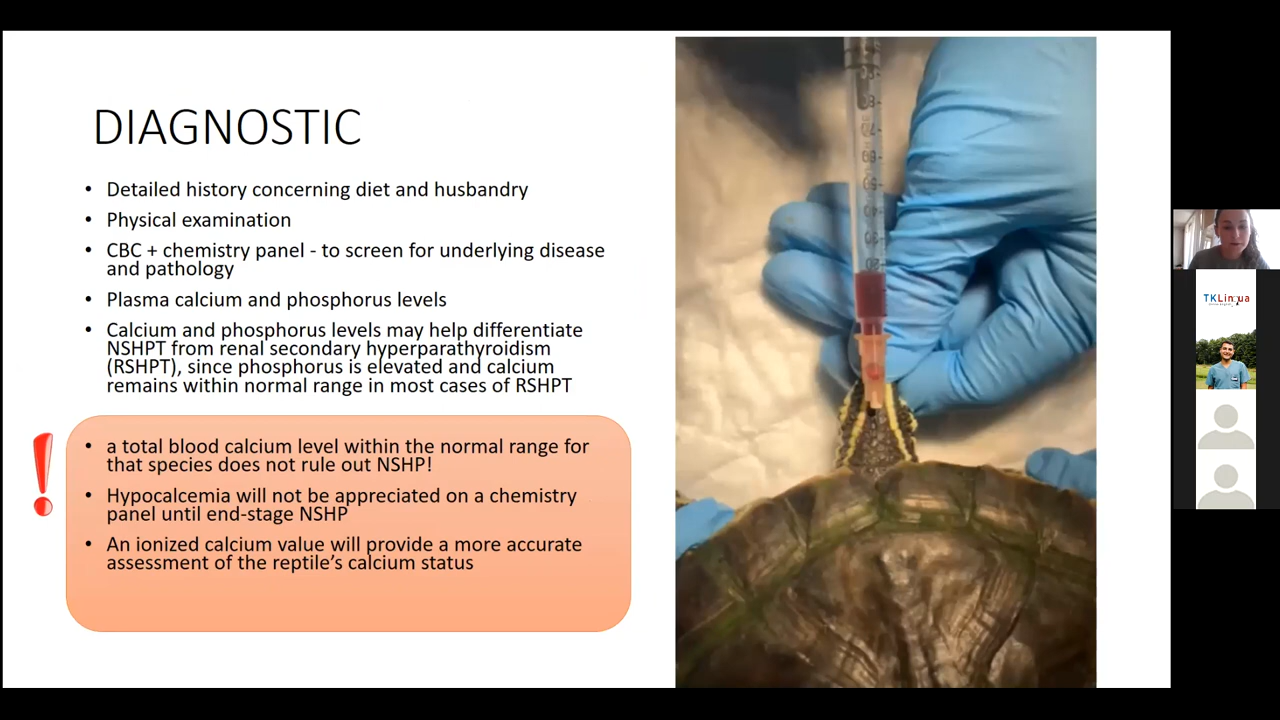 DIAGNOSTIC
• Detailed history concerning diet and husbandry
• Physical examination
• CBC + chemistry panel - to screen for underlying disease
and pathology
• Plasma calcium and phosphorus levels
• Calcium and phosphorus levels may help differentiate
NSHPT from renal secondary hyperparathyroidism
(RSHPT), since phosphorus is elevated and calcium
remains within normal range in most cases of RSHPT
• a total blood calcium level within the normal range for
that species does not rule out NSHP!
• Hypocalcemia will not be appreciated on a chemistry
panel until end-stage NSHP
• An ionized calcium value will provide a more accurate
assessment of the reptile's calcium status
TKLingua